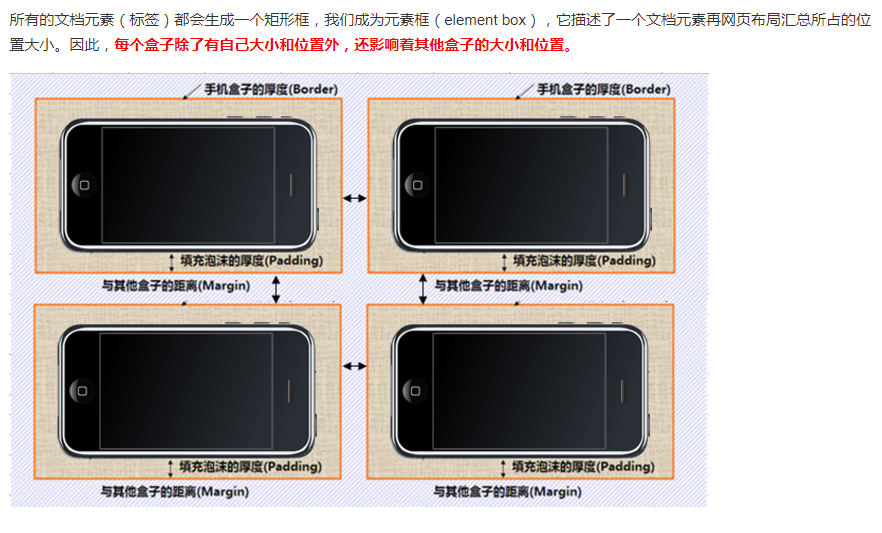 所有的文档元素（标签）都会生成一个矩形框，我们成为元素框（element box），它描述了一个文档元素再网页布局汇总所占的位
置大小。因此，每个盒子除了有自己大小和位置外，还影响着其他盒子的大小和位置。
手机盒子的厚度(Border)
手机盒子的厚度(Border)
填充泡沫的厚度(Padding)
填充泡沫的厚度(Padding)
与其他盒子的距离(Margin)
与其他盒子的距离(Margin)
填充泡沫的厚度(Padding)
填充泡沫的厚度(Padding)
与其他盒子的距离(Margin)
与其他盒子的距离(Margin)